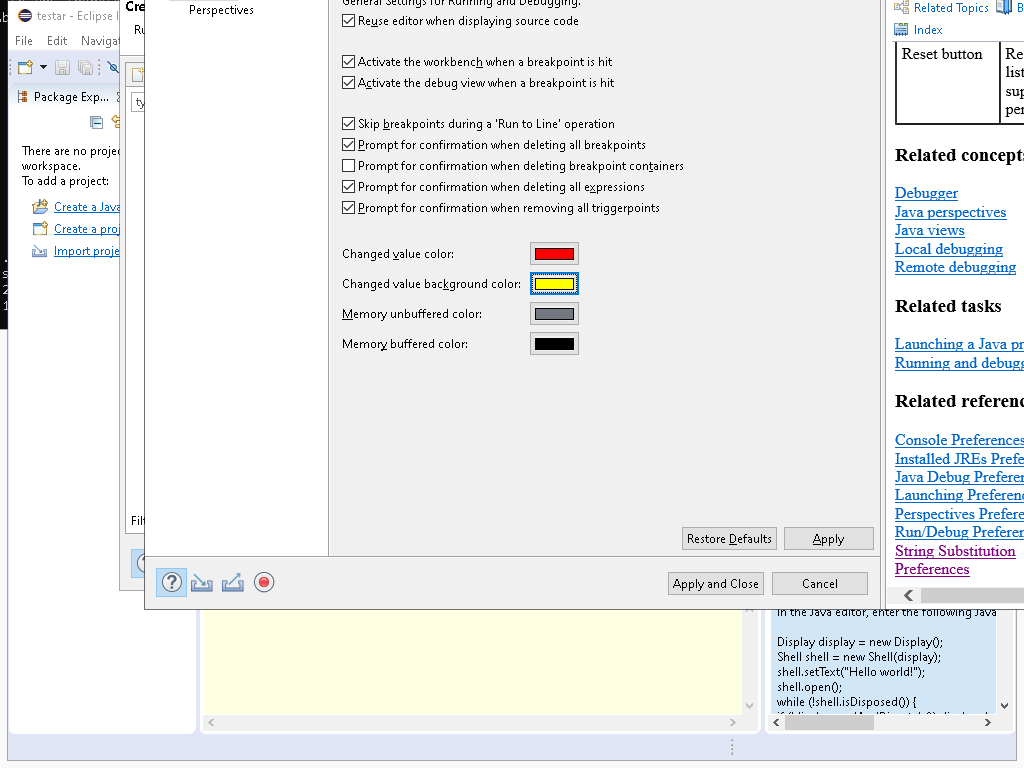 testar - Eclipse I
File Edit Navigat
Package Exp...
There are no projec
workspace.
To add a project:
Create a Java
Create a proj
Import proje
Cre
Ru
ty
Filt
Perspectives
General Settings for Running and Debugging.
Reuse editor when displaying source code
Activate the workbench when a breakpoint is hit
Activate the debug view when a breakpoint is hit
Skip breakpoints during a 'Run to Line' operation
Prompt for confirmation when deleting all breakpoints
Prompt for confirmation when deleting breakpoint containers
Prompt for confirmation when deleting all expressions
Prompt for confirmation when removing all triggerpoints
Changed value color:
Changed value background color:
Memory unbuffered color:
Memory buffered color:
Restore Defaults Apply
Apply and Close Cancel
Related Topics B
Index
Reset button Re
list
sup
per
Related concepts
Debugger
Java perspectives
Java views
Local debugging
Remote debugging
Related tasks
Launching a Java pr
Running and debugg
Related referenc
Console Preferences
Installed JREs Prefe
Java Debug Preferen
Launching Preferenc
Perspectives Prefere
Run/Debug Preferen
String Substitution
Preferences
In the Java editor, enter the following Java
Display display = new Display();
Shell shell = new Shell(display);
shell.setText("Hello world!");
shell.open();
while (!shell.isDisposed()) {